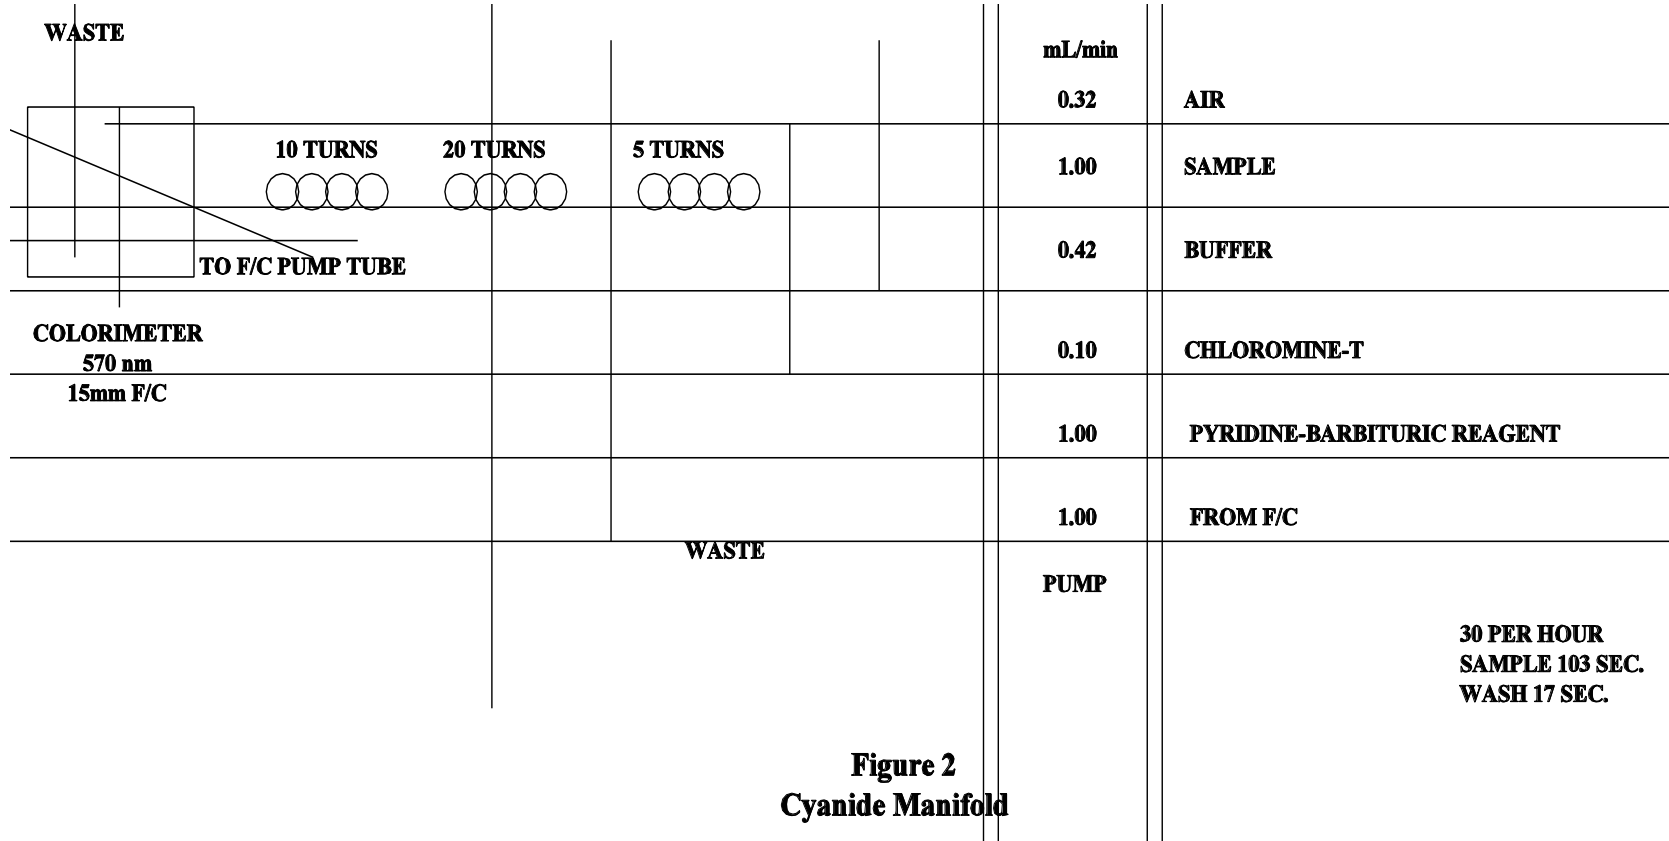 WASTE
mL/min
0.32 AIR
10 TURNS 20 TURNS 5 TURNS
1.00 SAMPLE
0.42 BUFFER
TO F/C PUMP TUBE
COLORIMETER
570 nm
15mm F/C
0.10 CHLOROMINE-T
1.00 PYRIDINE-BARBITURIC REAGENT
1.00 FROM F/C
WASTE
PUMP
30 PER HOUR
SAMPLE 103 SEC.
WASH 17 SEC.
Figure 2
Cyanide Manifold